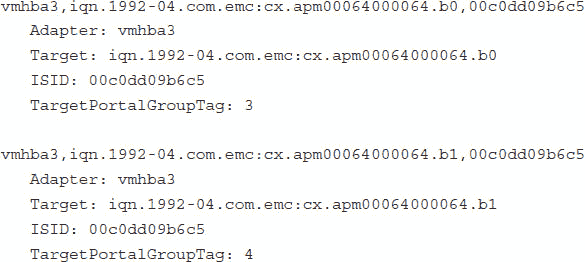 vmhba3,iqn.1992-04.com.emc:cx.apm00064000064.b0,00c0dd09b6c5
Adapter: vmhba3
Target: iqn.1992-04.com.emc:cx.apm00064000064.b0
ISID: 00c0dd09b6c5
TargetPortalGroupTag: 3
vmhba3,iqn.1992-04.com.emc:cx.apm00064000064.b1,00c0dd09b6c5
Adapter: vmhba3
Target: iqn.1992-04.com.emc:cx.apm00064000064.b1
ISID: 00c0dd09b6c5
TargetPortalGroupTag: 4